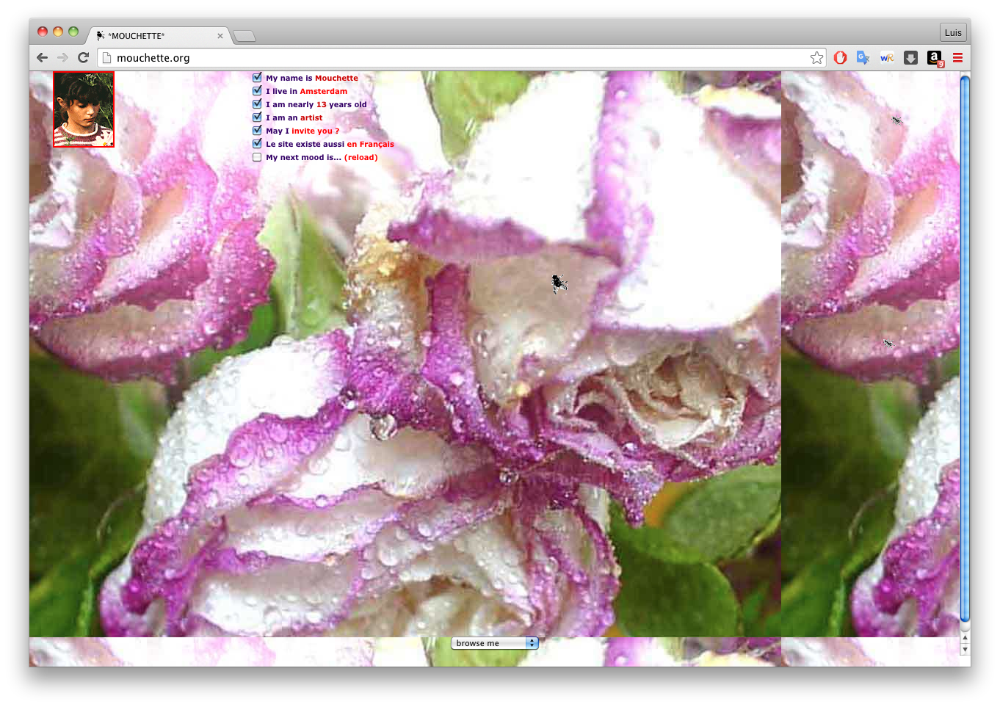 *MOUCHETTE*
Luis
mouchette.org
9
My name is Mouchette
I live in Amsterdam
I am nearly 13 years old
I am an artist
May I invite you ?
Le site existe aussi en Français
My next mood is... (reload)
browse me